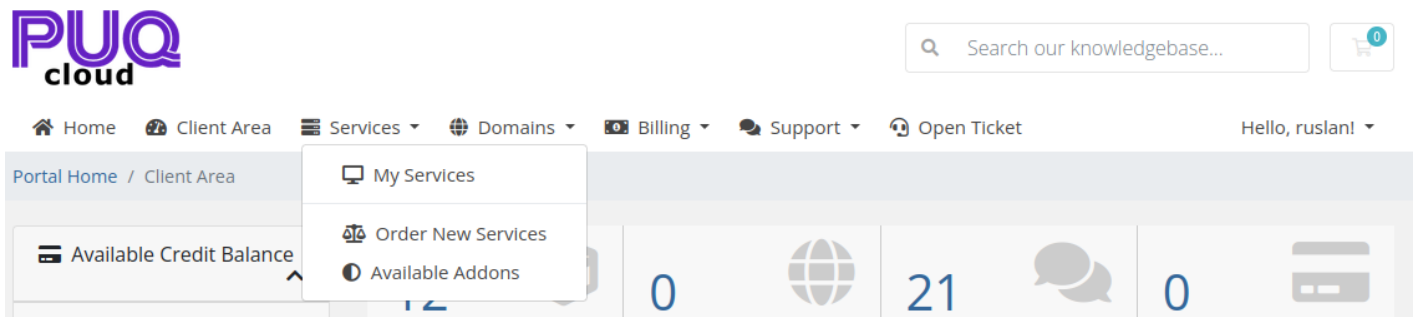 PUQ
cloud
Search our knowledgebase...
0
Home Client Area Services Domains Billing Support Open Ticket Hello, ruslan!
Portal Home / Client Area
My Services
Order New Services
Available Addons
Available Credit Balance
12 0 21 0